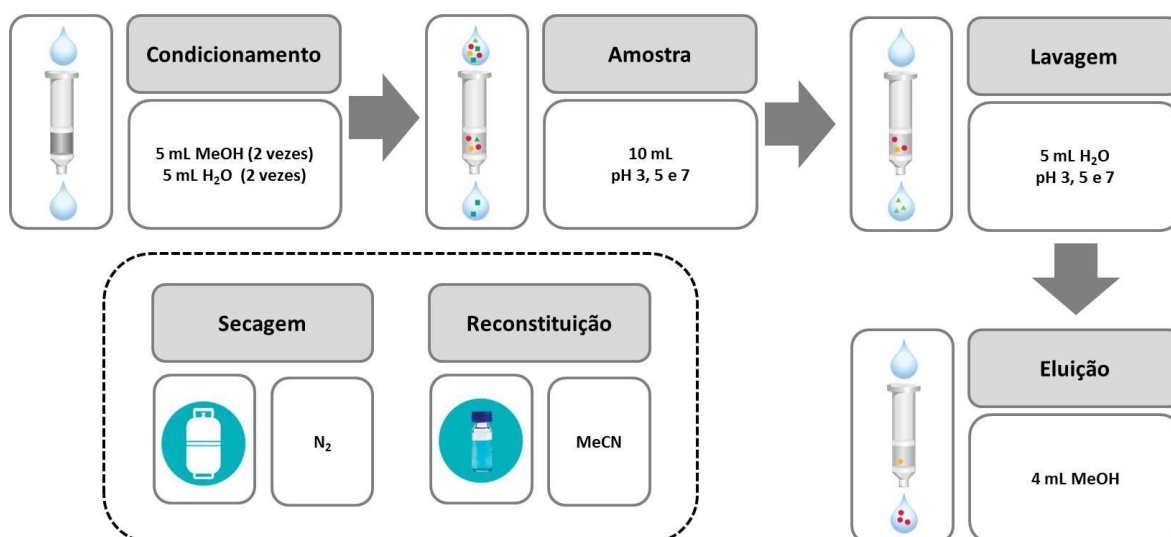 Condicionamento
5 mL MeOH (2 vezes)
5 mL H₂O (2 vezes)
Amostra
10 mL
pH 3, 5 e 7
Lavagem
5 mL H₂O
pH 3, 5 e 7
Eluição
4 mL MeOH
Secagem
N₂
Reconstituição
MeCN